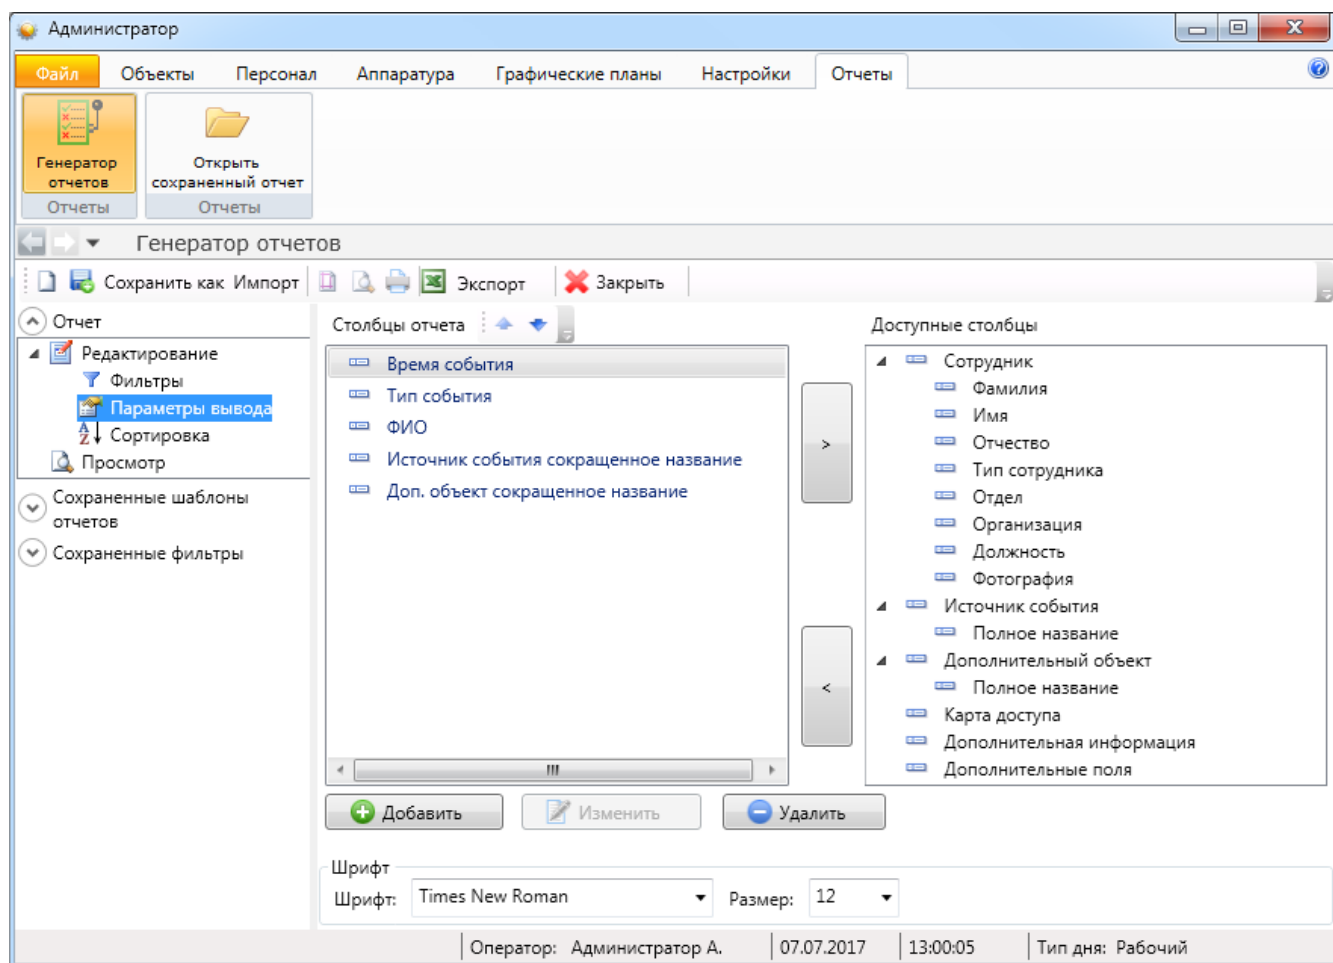 Администратор
Файл Объекты Персонал Аппаратура Графические планы Настройки Отчеты
Генератор отчетов
Открыть сохраненный отчет
Отчеты Отчеты
Генератор отчетов
Сохранить как Импорт Экспорт Закрыть
Отчет
Редактирование
Фильтры
Параметры вывода
Сортировка
Просмотр
Сохраненные шаблоны
отчетов
Сохраненные фильтры
Столбцы отчета
Время события
Тип события
ФИО
Источник события сокращенное название
Доп. объект сокращенное название
>
<
Доступные столбцы
Сотрудник
Фамилия
Имя
Отчество
Тип сотрудника
Отдел
Организация
Должность
Фотография
Источник события
Полное название
Дополнительный объект
Полное название
Карта доступа
Дополнительная информация
Дополнительные поля
Добавить Изменить Удалить
Шрифт
Шрифт: Times New Roman Размер: 12
Оператор: Администратор А. 07.07.2017 13:00:05 Тип дня: Рабочий